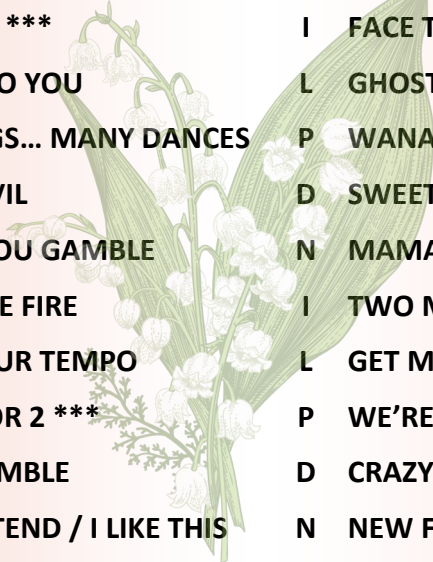 *** I FACE T
O YOU L GHOST
GS... MANY DANCES P WANA
VIL D SWEET
OU GAMBLE N MAMA
E FIRE I TWO M
UR TEMPO L GET M
OR 2 *** P WE'RE
MBLE D CRAZY
TEND / I LIKE THIS N NEW F